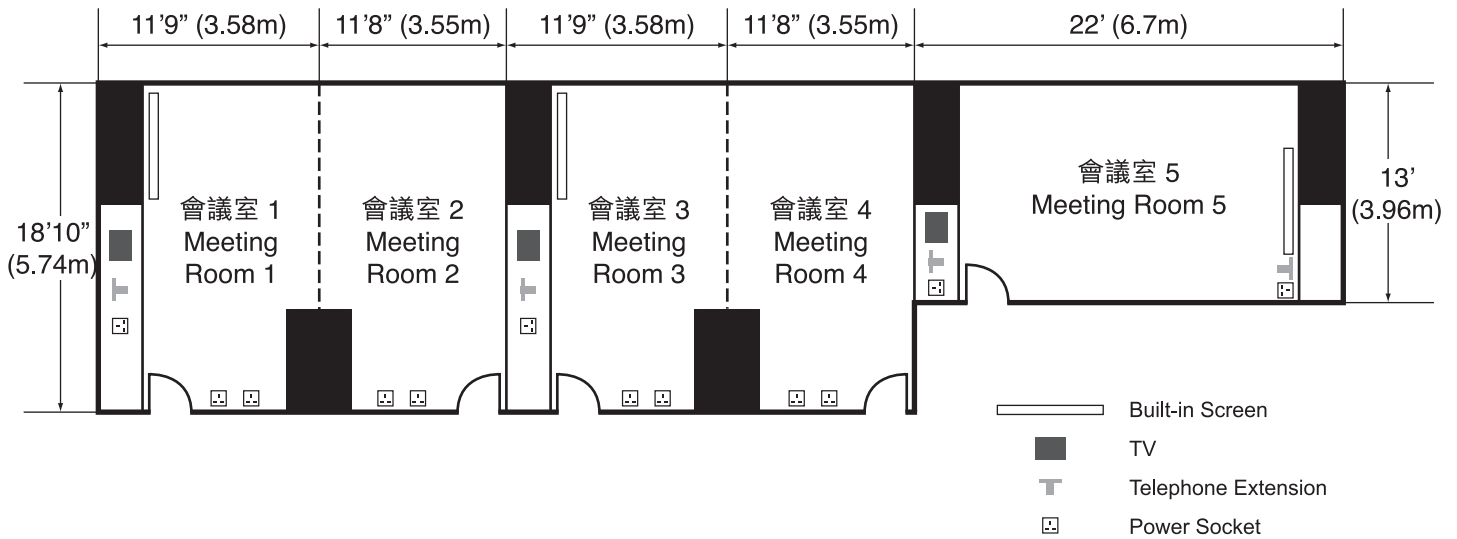 11’9” (3.58m)
11’8” (3.55m)
11’9” (3.58m)
11’8” (3.55m)
22’ (6.7m)
18’10”
(5.74m)
會議室 1
Meeting
Room 1
會議室 2
Meeting
Room 2
會議室 3
Meeting
Room 3
會議室 4
Meeting
Room 4
會議室 5
Meeting Room 5
13’
(3.96m)
Built-in Screen
TV
Telephone Extension
Power Socket